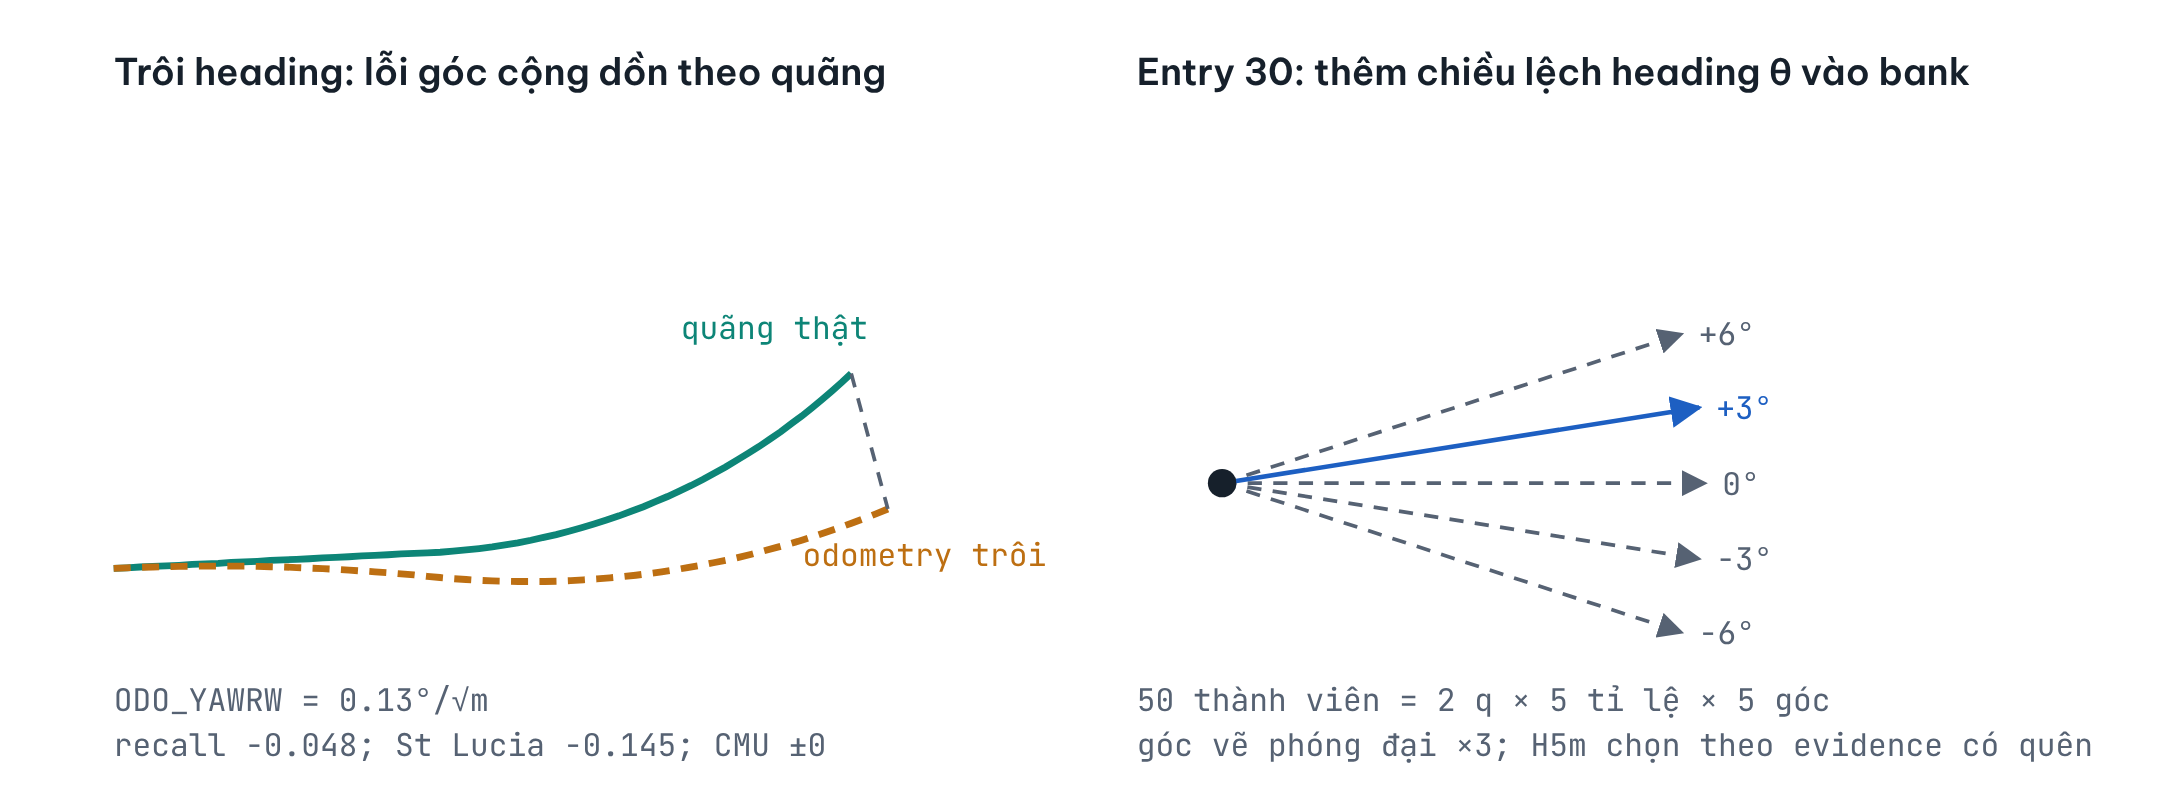 Trôi heading: lỗi góc cộng dồn theo quãng
quãng thật
odometry trôi
ODO_YAWRW = 0.13°/√m
recall -0.048; St Lucia -0.145; CMU ±0
Entry 30: thêm chiều lệch heading θ vào bank
+6°
+3°
0°
-3°
-6°
50 thành viên = 2 q × 5 tỉ lệ × 5 góc
góc vẽ phóng đại ×3; H5m chọn theo evidence có quên